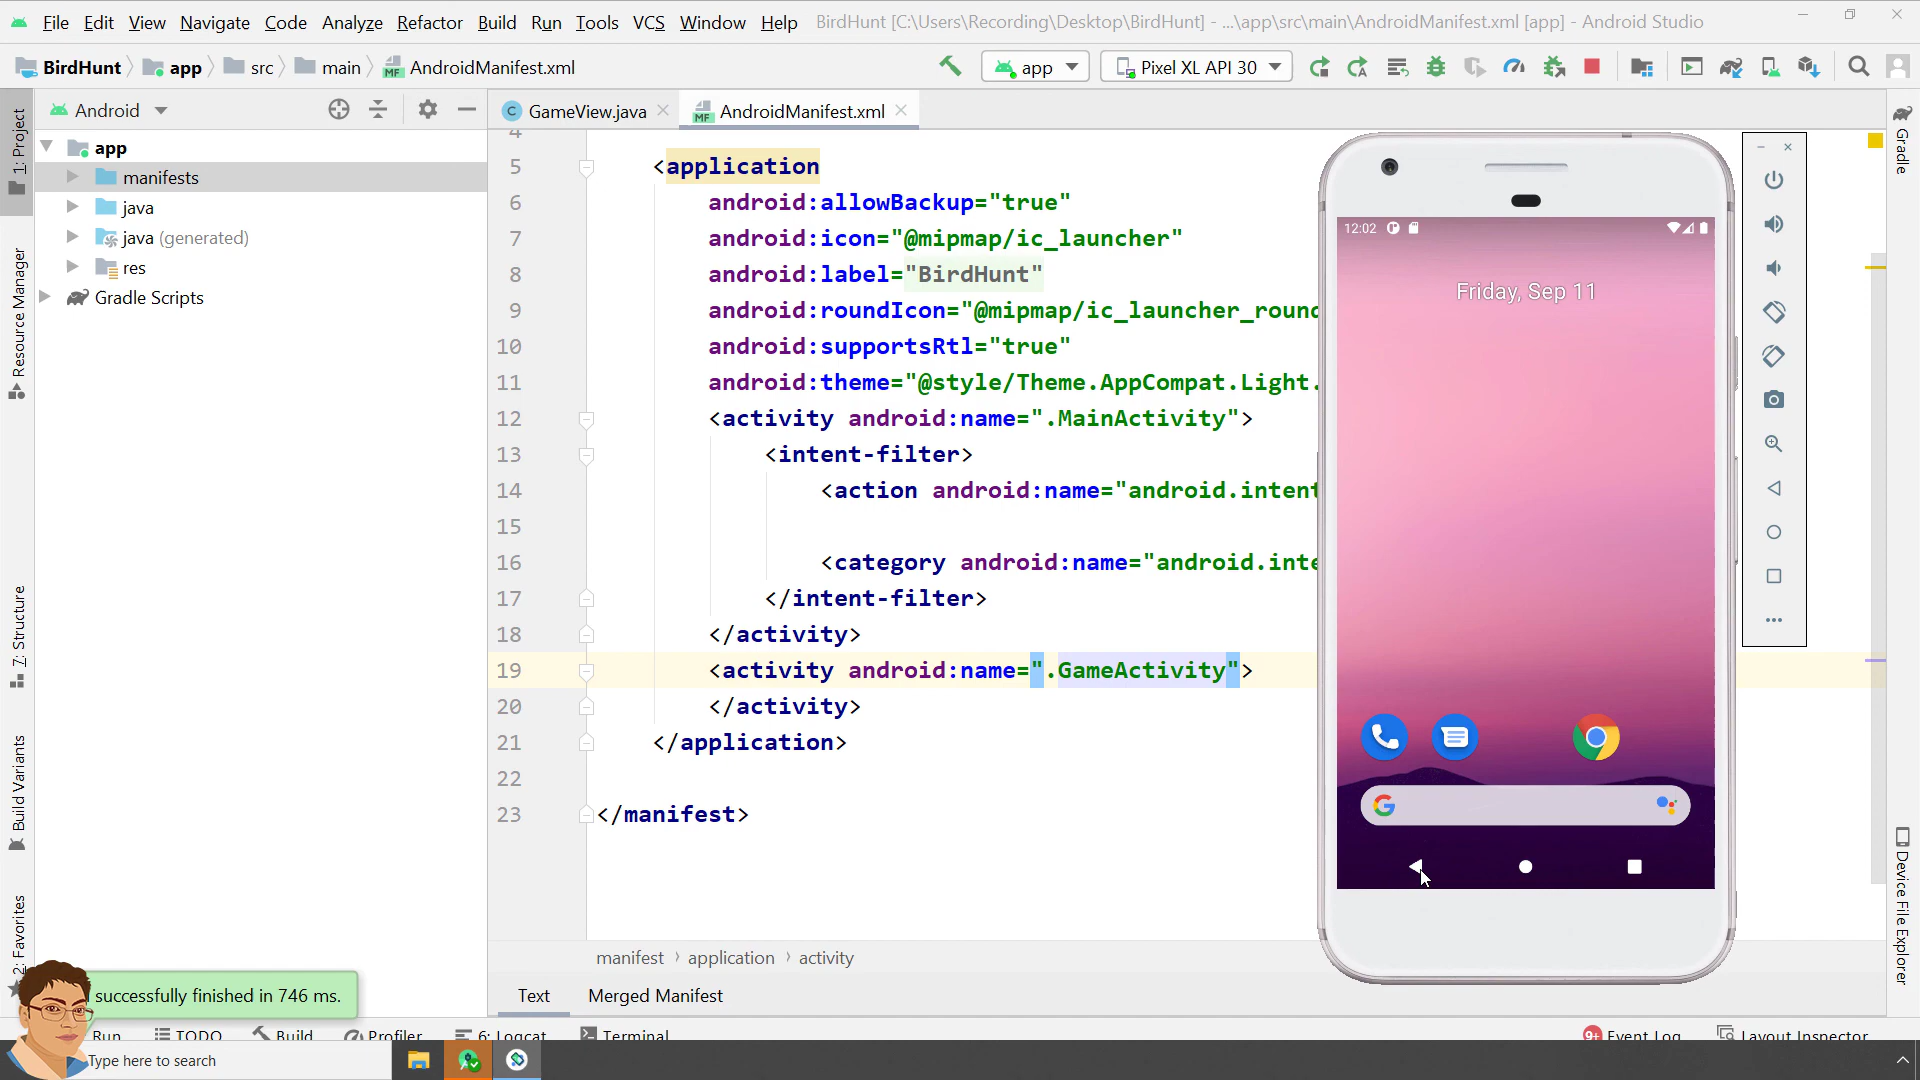 File Edit View Navigate Code Analyze Refactor Build Run Tools VCS Window Help BirdHunt [C:\Users\Recording\Desktop\BirdHunt] - ...\app\src\main\AndroidManifest.xml [app] - Android Studio
BirdHunt app src main AndroidManifest.xml app Pixel XL API 30
Android
GameView.java AndroidManifest.xml
1: Project
Resource Manager
7: Structure
Build Variants
2: Favorites
app
manifests
java
java (generated)
res
Gradle Scripts
4
5 <application
6 android:allowBackup="true"
7 android:icon="@mipmap/ic_launcher"
8 android:label="BirdHunt"
9 android:roundIcon="@mipmap/ic_launcher_round
10 android:supportsRtl="true"
11 android:theme="@style/Theme.AppCompat.Light.
12 <activity android:name=".MainActivity">
13 <intent-filter>
14 <action android:name="android.intent
15
16 <category android:name="android.inte
17 </intent-filter>
18 </activity>
19 <activity android:name=".GameActivity">
20 </activity>
21 </application>
22
23 </manifest>
12:02
Friday, Sep 11
Gradle
Device File Explorer
manifest › application › activity
Text Merged Manifest
successfully finished in 746 ms.
Run TODO Build Profiler 6: Logcat Terminal 9+ Event Log Layout Inspector
Type here to search